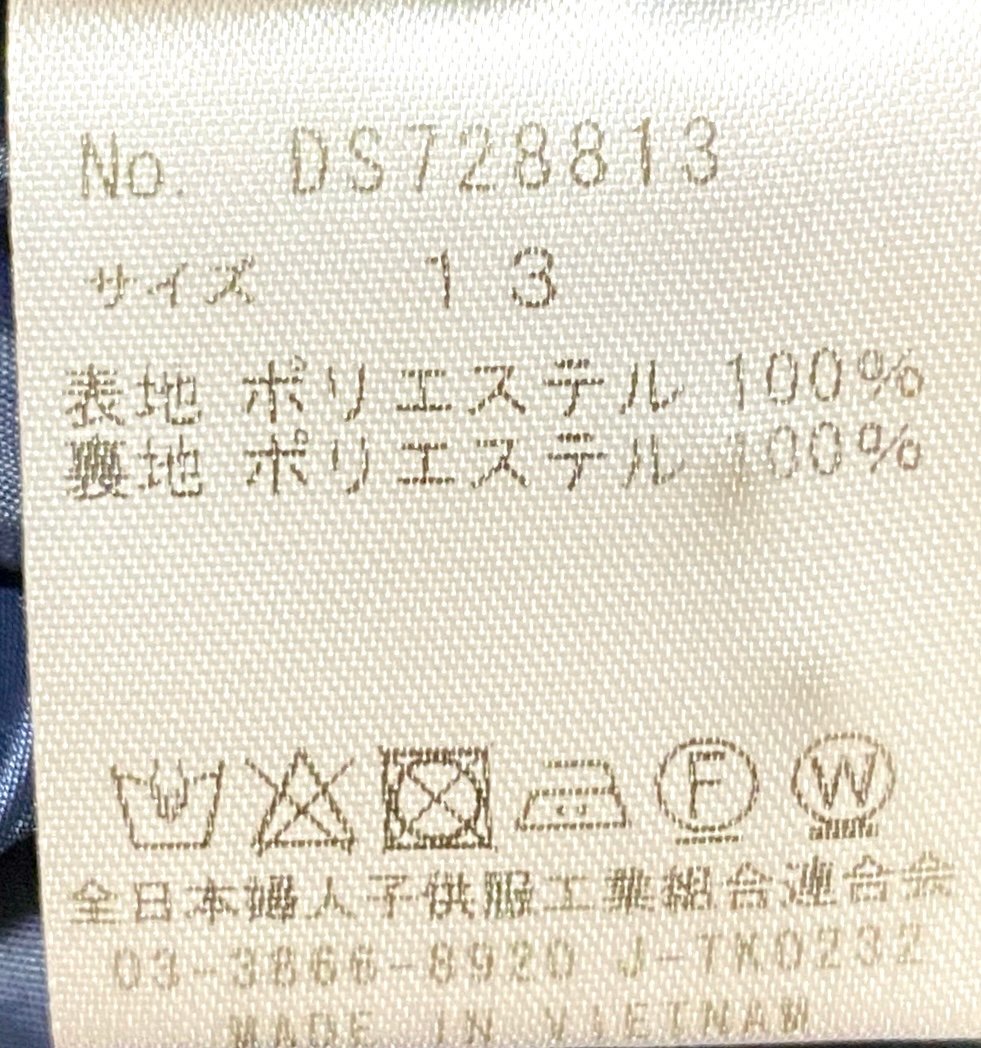 No. DS728813
サイズ 13
表地 ポリエステル 100%
裏地 ポリエステル 100%
F W
全日本婦人子供服工業組合連合会
03-3866-8920 J-TK0232
MADE IN VIETNAM